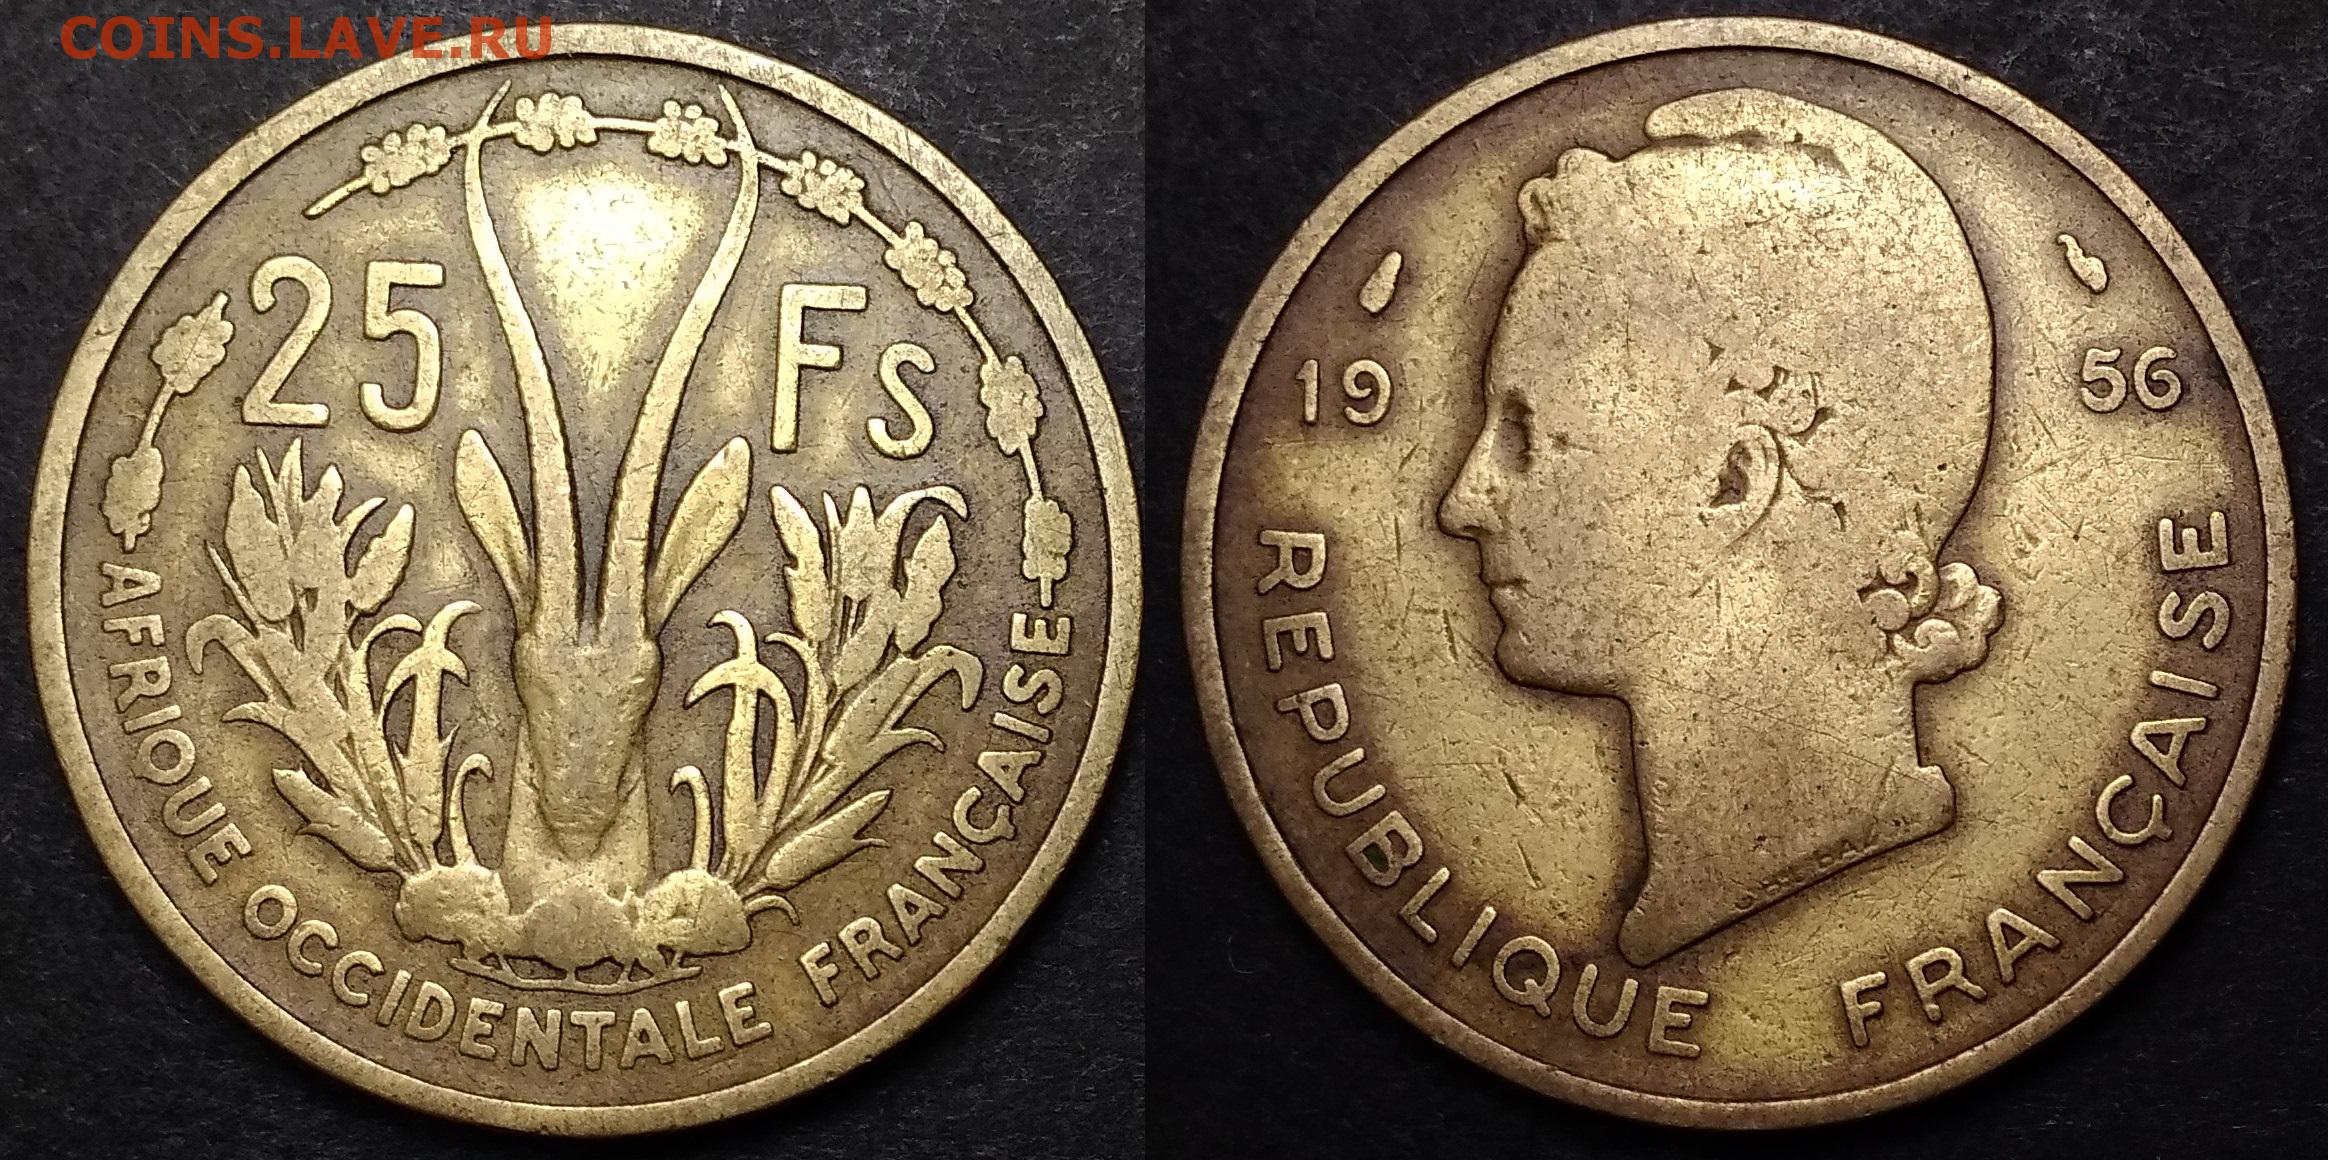 COINS.LAVE.RU
25 Fs
AFRIQUE OCCIDENTALE FRANÇAISE
19 56
REPUBLIQUE FRANÇAISE